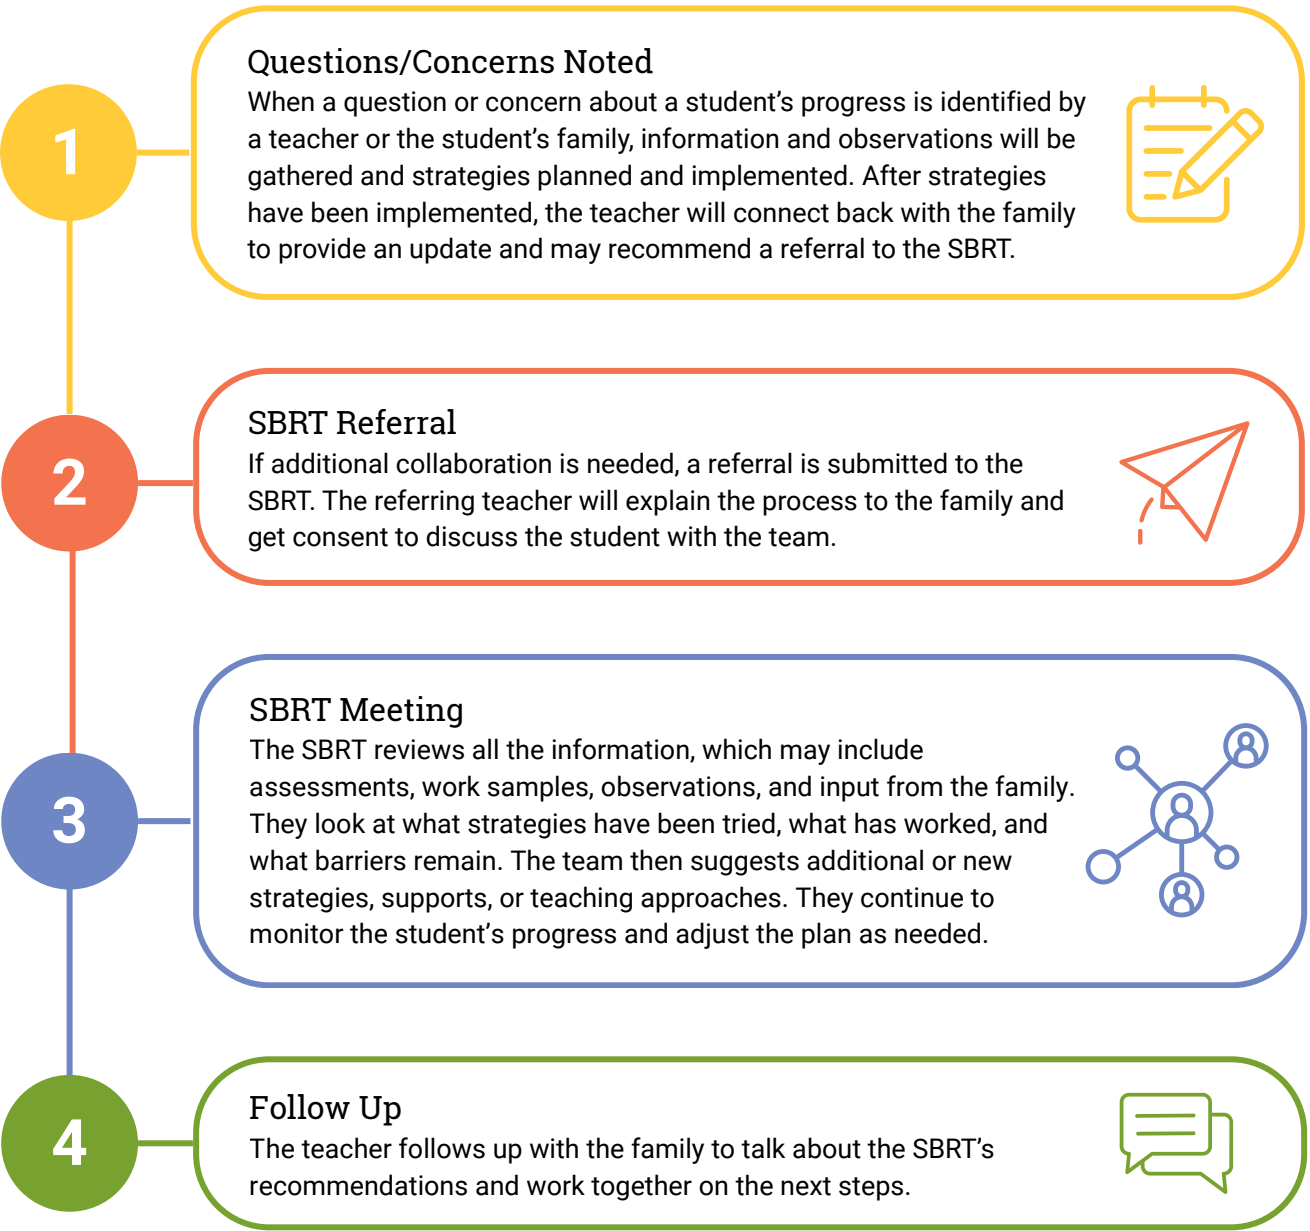 1
Questions/Concerns Noted
When a question or concern about a student’s progress is identified by
a teacher or the student’s family, information and observations will be
gathered and strategies planned and implemented. After strategies
have been implemented, the teacher will connect back with the family
to provide an update and may recommend a referral to the SBRT.
2
SBRT Referral
If additional collaboration is needed, a referral is submitted to the
SBRT. The referring teacher will explain the process to the family and
get consent to discuss the student with the team.
3
SBRT Meeting
The SBRT reviews all the information, which may include
assessments, work samples, observations, and input from the family.
They look at what strategies have been tried, what has worked, and
what barriers remain. The team then suggests additional or new
strategies, supports, or teaching approaches. They continue to
monitor the student’s progress and adjust the plan as needed.
4
Follow Up
The teacher follows up with the family to talk about the SBRT’s
recommendations and work together on the next steps.